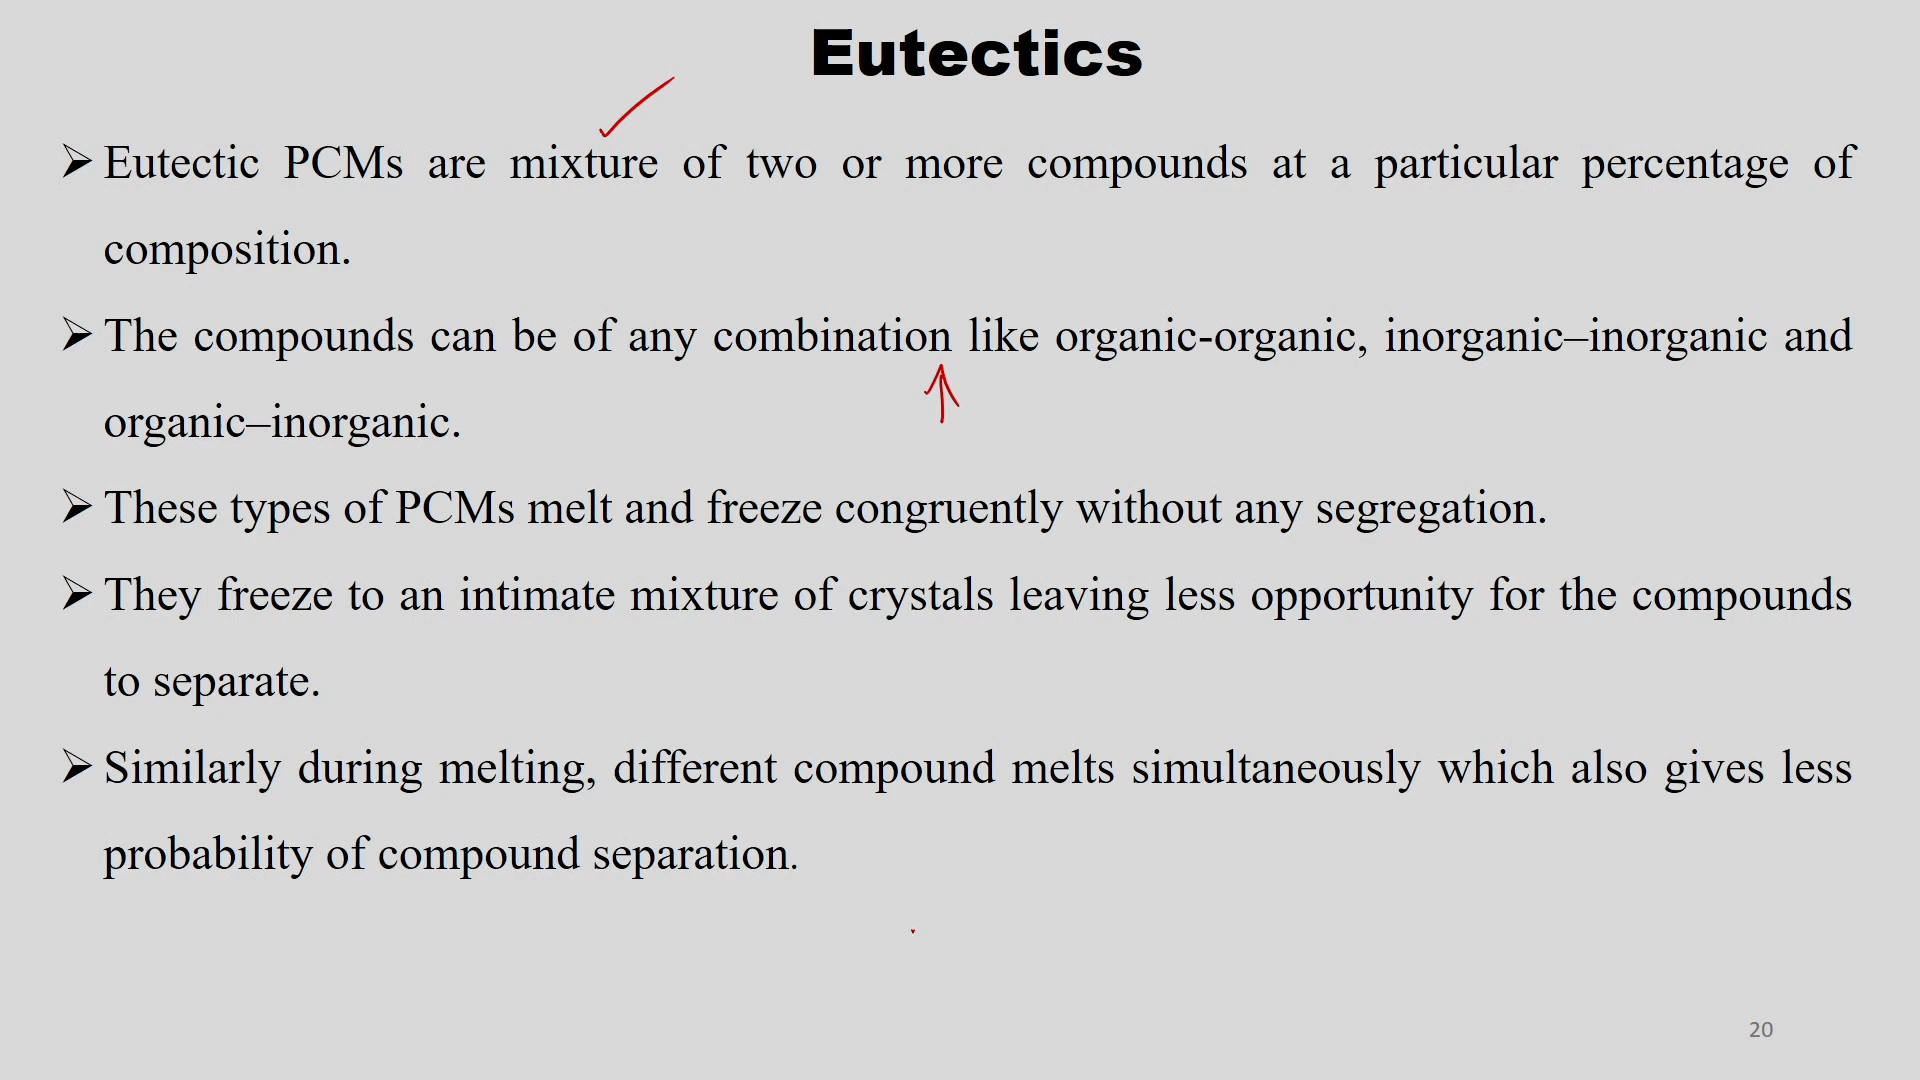 Eutectics
➢ Eutectic PCMs are mixture of two or more compounds at a particular percentage of
composition.
➢ The compounds can be of any combination like organic-organic, inorganic–inorganic and
organic–inorganic.
➢ These types of PCMs melt and freeze congruently without any segregation.
➢ They freeze to an intimate mixture of crystals leaving less opportunity for the compounds
to separate.
➢ Similarly during melting, different compound melts simultaneously which also gives less
probability of compound separation.
20